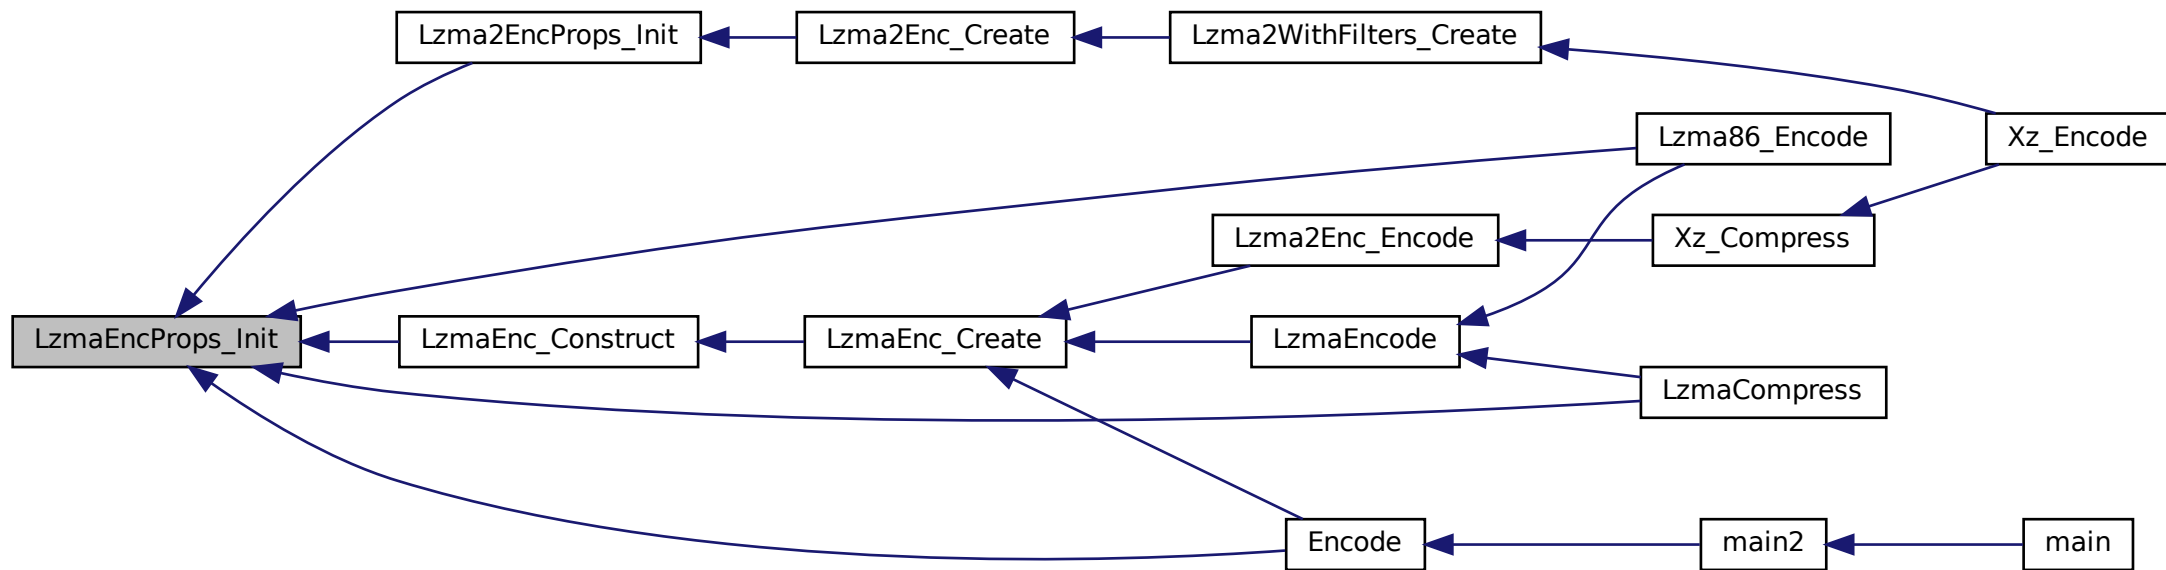 Lzma2EncProps_Init
Lzma2Enc_Create
Lzma2WithFilters_Create
Lzma86_Encode
Xz_Encode
Lzma2Enc_Encode
Xz_Compress
LzmaEncProps_Init
LzmaEnc_Construct
LzmaEnc_Create
LzmaEncode
LzmaCompress
Encode
main2
main